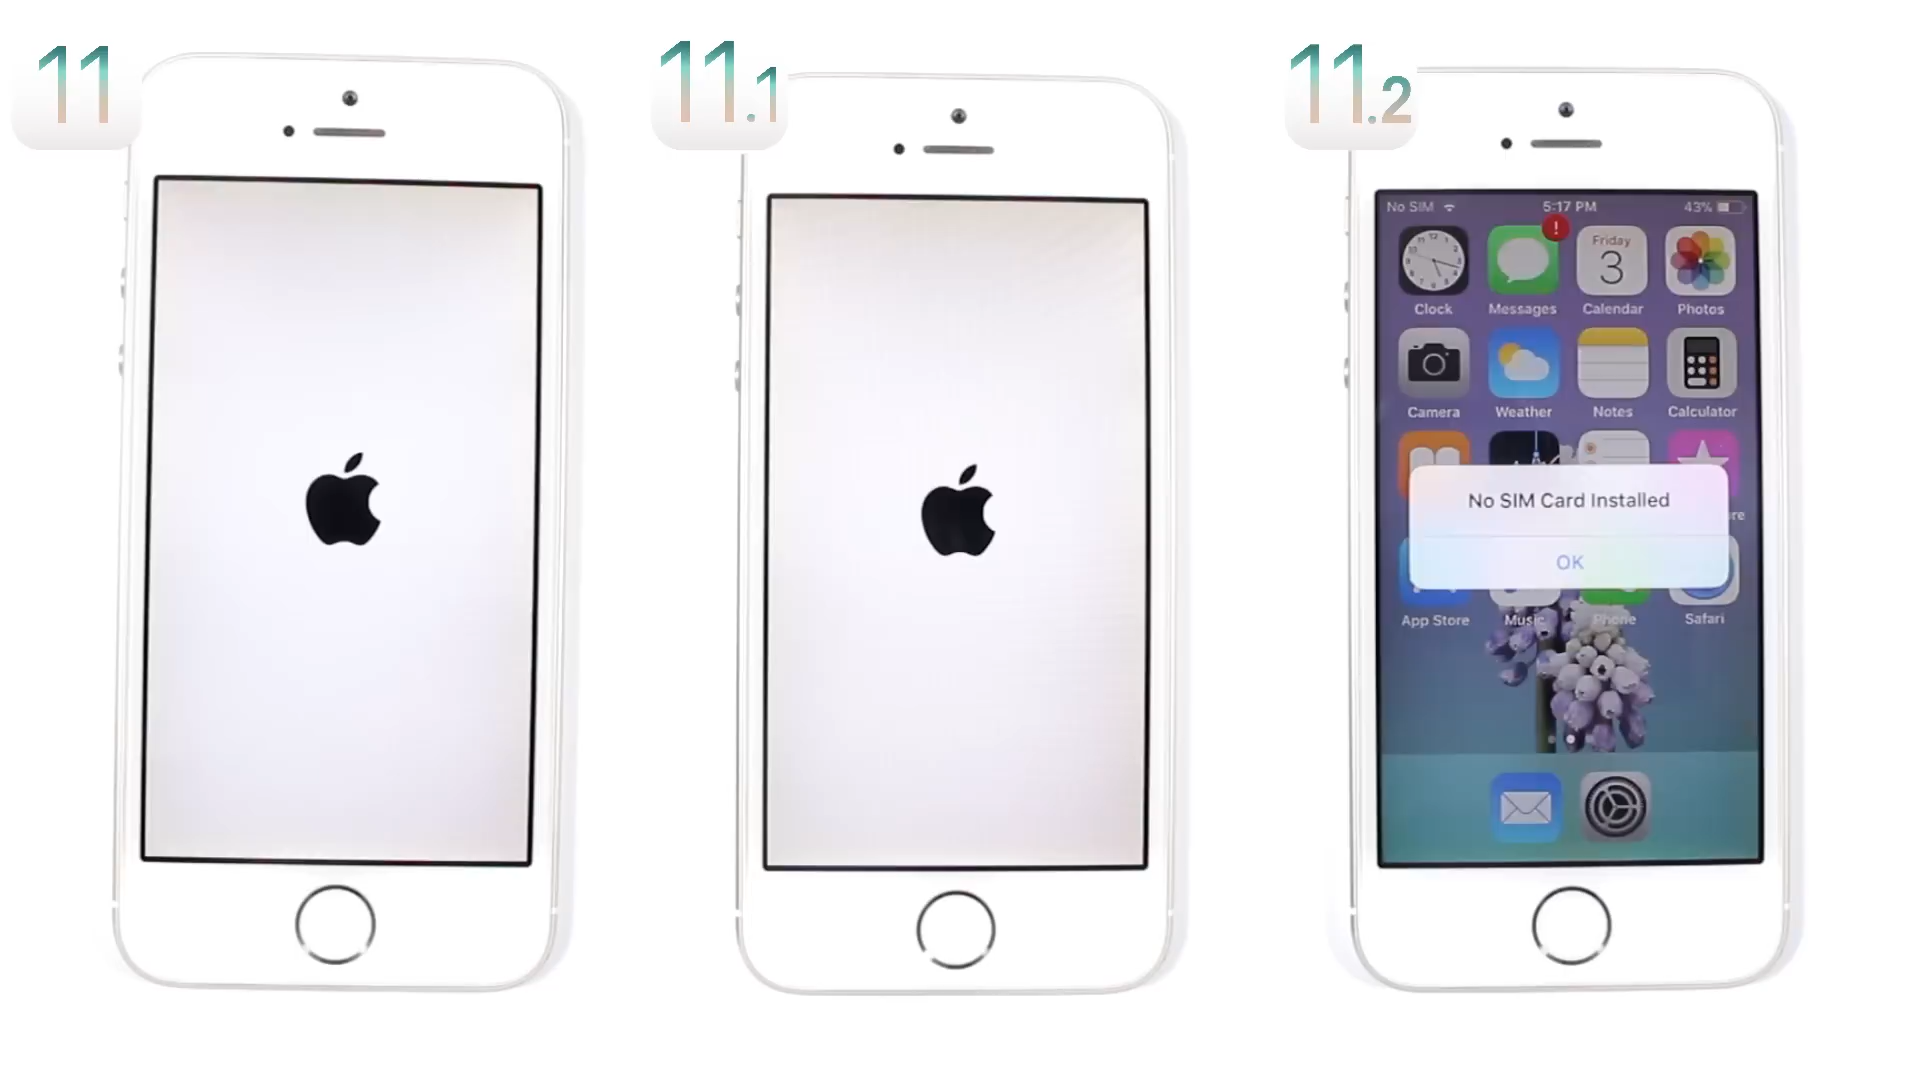 11
11.1
11.2
No SIM 5:17 PM 43%
!
Friday
3
Clock Messages Calendar Photos
Camera Weather Notes Calculator
No SIM Card Installed
re
OK
App Store Music Phone Safari